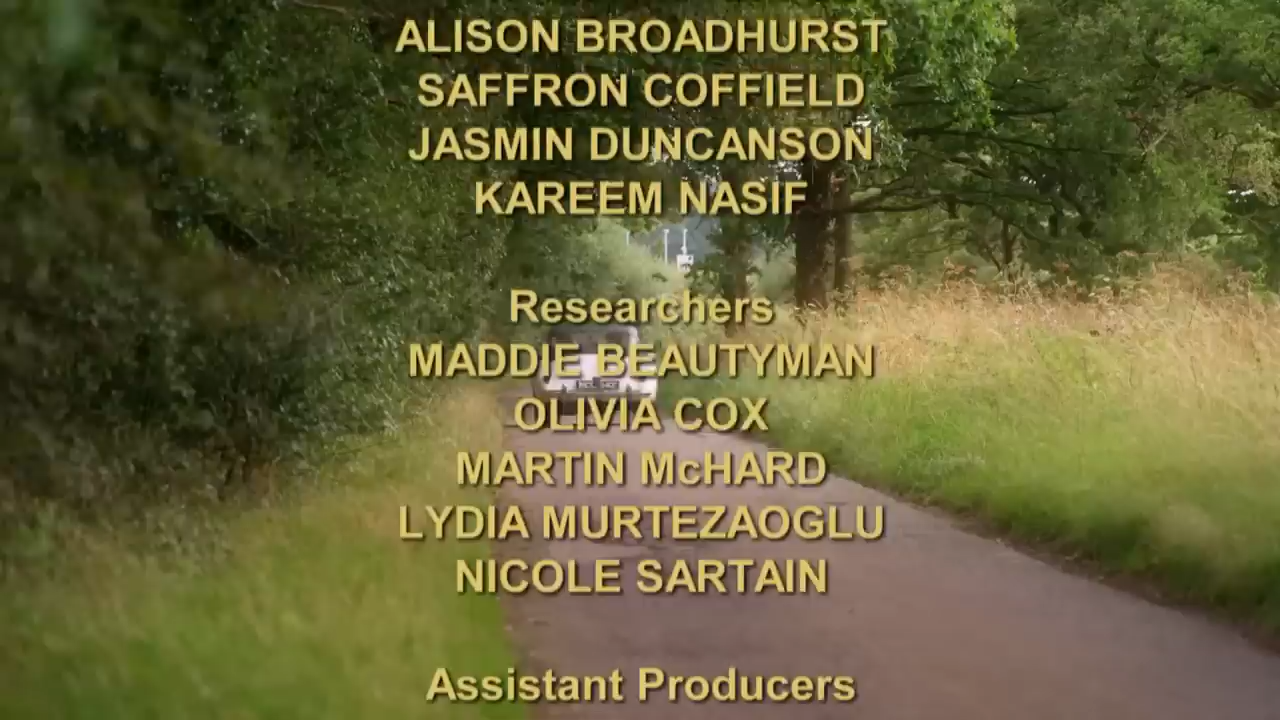 ALISON BROADHURST
SAFFRON COFFIELD
JASMIN DUNCANSON
KAREEM NASIF
Researchers
MADDIE BEAUTYMAN
OLIVIA COX
MARTIN McHARD
LYDIA MURTEZAOGLU
NICOLE SARTAIN
Assistant Producers